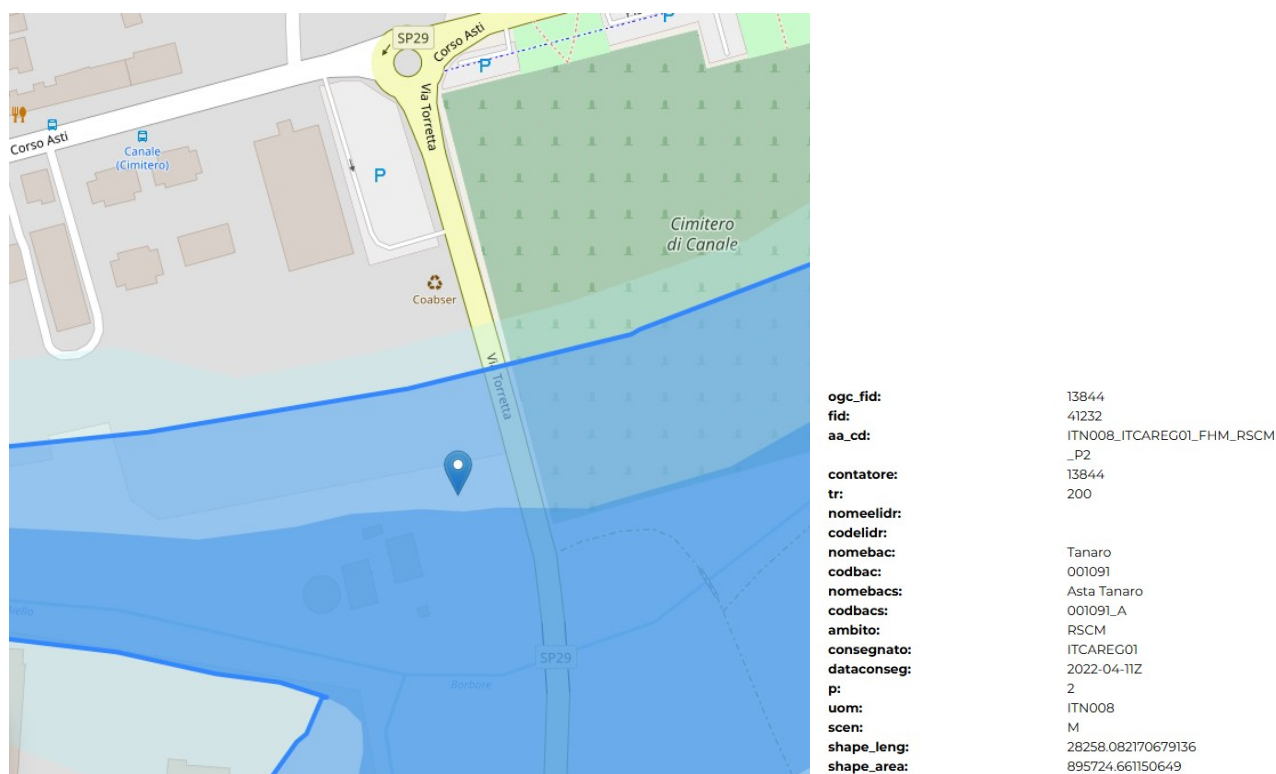 SP29
Corso Asti
P
P
Via Torretta
Corso Asti
Canale
(Cimitero)
P
P
Cimitero
di Canale
Coabser
Via Torretta
SP29
Borbore
ogc_fid: 13844
fid: 41232
aa_cd: ITN008_ITCAREG01_FHM_RSCM
_P2
contatore: 13844
tr: 200
nomeelidr:
codelidr:
nomebac: Tanaro
codbac: 001091
nomebacs: Asta Tanaro
codbacs: 001091_A
ambito: RSCM
consegnato: ITCAREG01
dataconseg: 2022-04-11Z
p: 2
uom: ITN008
scen: M
shape_leng: 28258.082170679136
shape_area: 895724.661150649